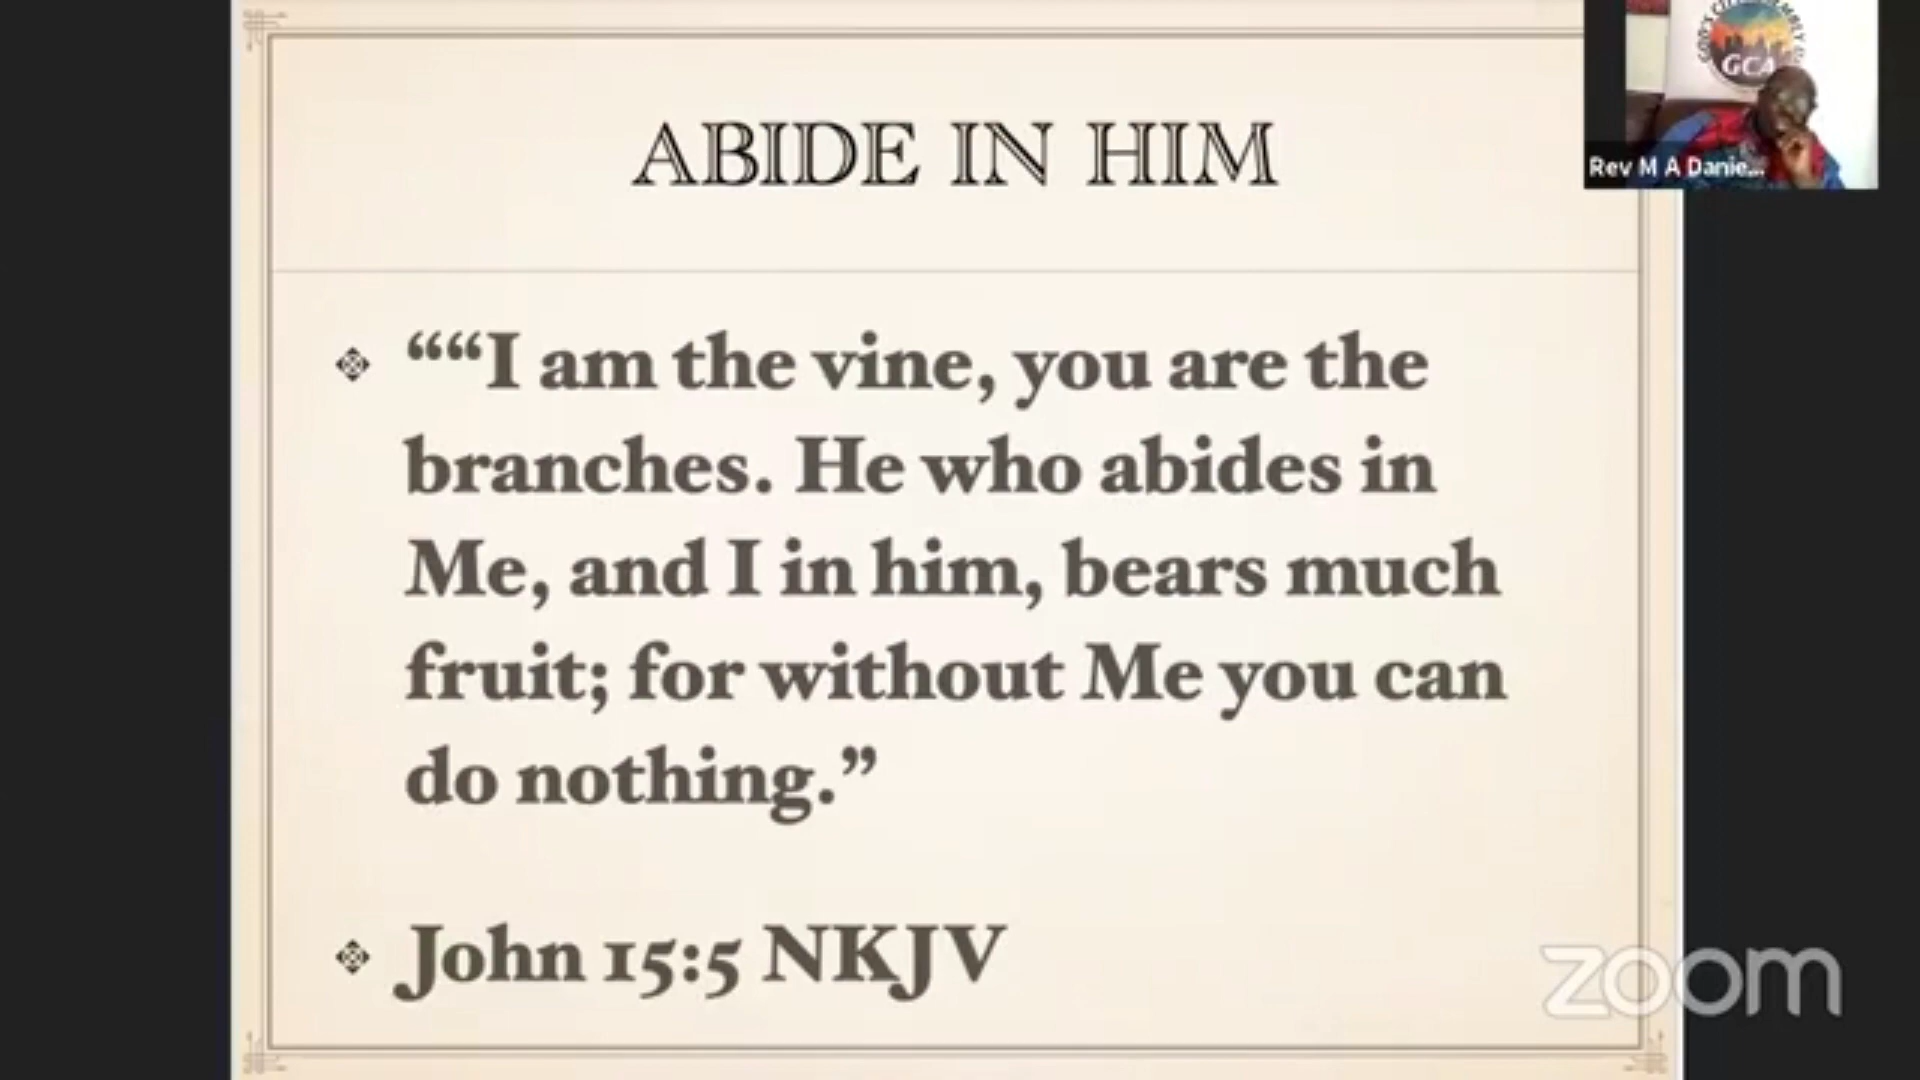 ABIDE IN HIM
““I am the vine, you are the
branches. He who abides in
Me, and I in him, bears much
fruit; for without Me you can
do nothing.”
John 15:5 NKJV
GCA
Rev M A Danie...
zoom